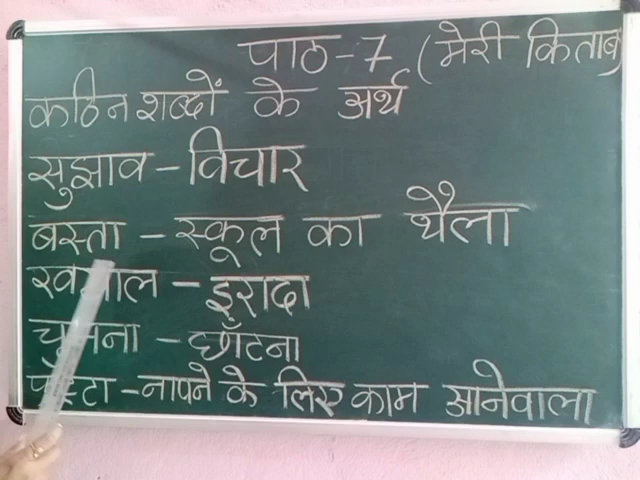 पाठ-7 (मेरी किताब)
कठिन शब्दों के अर्थ
सुझाव - विचार
बस्ता - स्कूल का थैला
- इरादा
- छाँटना
- नापने के लिए काम आनेवाला